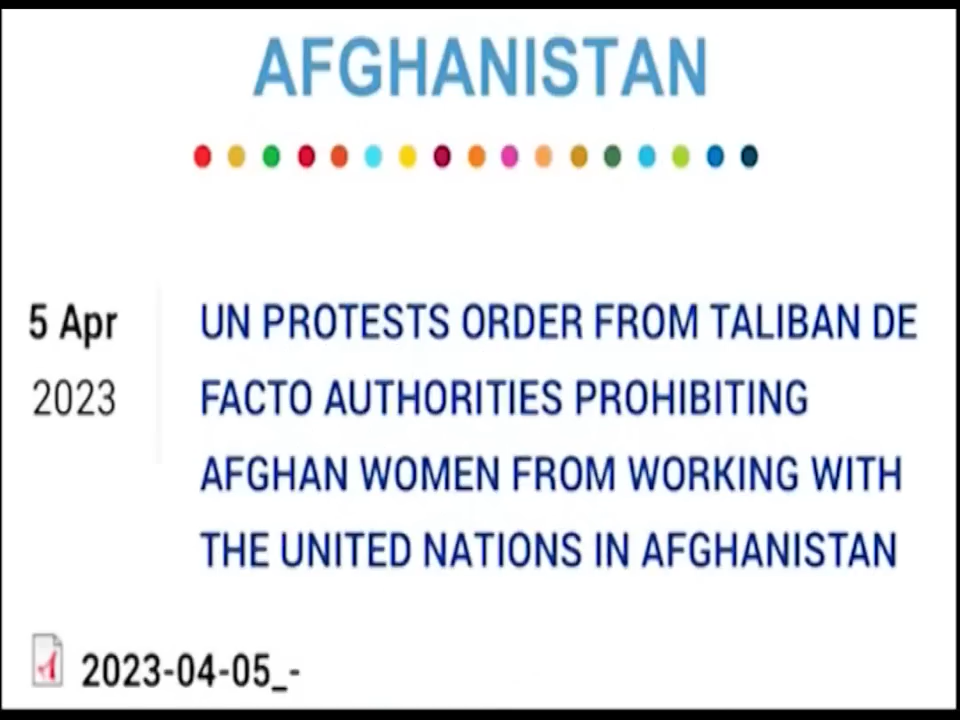 AFGHANISTAN
5 Apr
2023
UN PROTESTS ORDER FROM TALIBAN DE
FACTO AUTHORITIES PROHIBITING
AFGHAN WOMEN FROM WORKING WITH
THE UNITED NATIONS IN AFGHANISTAN
2023-04-05_-